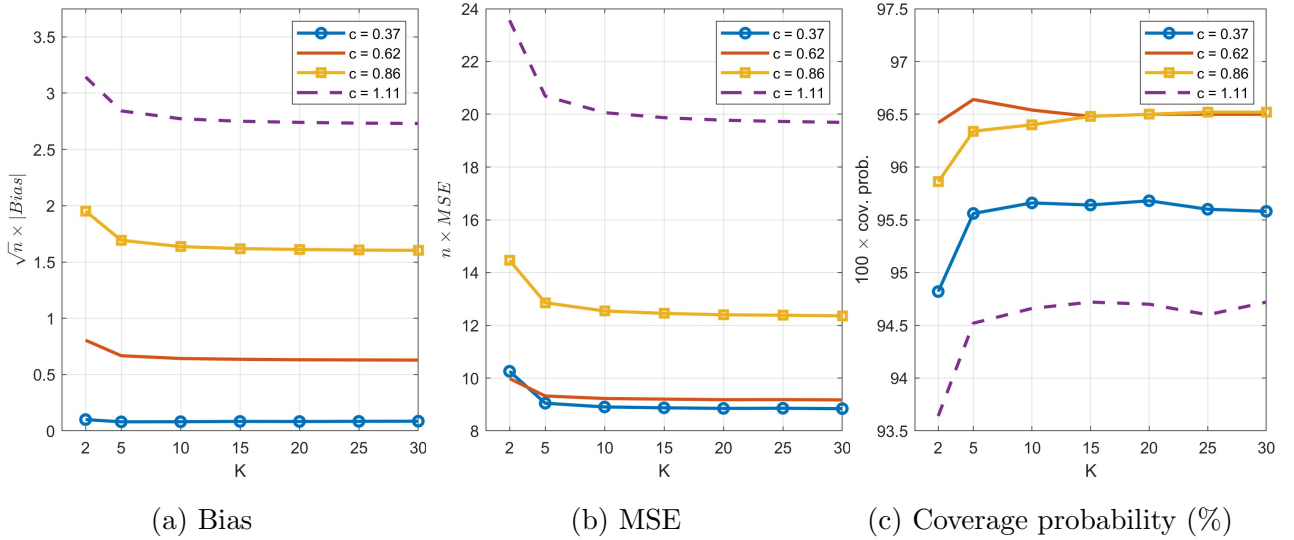 3.5
3
2.5
2
1.5
1
0.5
0
√n × |Bias|
2 5 10 15 20 25 30
K
c = 0.37
c = 0.62
c = 0.86
c = 1.11
(a) Bias
24
22
20
18
16
14
12
10
8
n × MSE
2 5 10 15 20 25 30
K
c = 0.37
c = 0.62
c = 0.86
c = 1.11
(b) MSE
97.5
97
96.5
96
95.5
95
94.5
94
93.5
100 × cov. prob.
2 5 10 15 20 25 30
K
c = 0.37
c = 0.62
c = 0.86
c = 1.11
(c) Coverage probability (%)